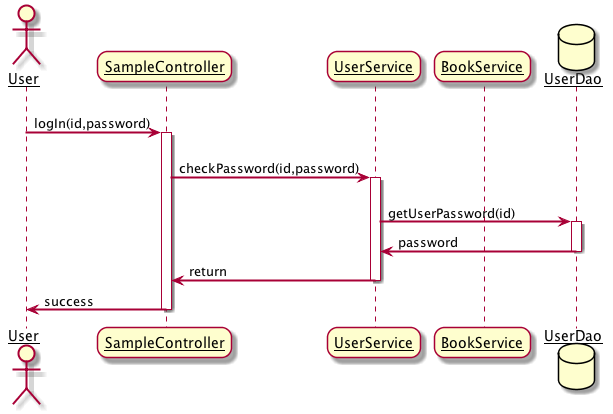 User
SampleController
UserService
BookService
UserDao
logIn(id,password)
checkPassword(id,password)
getUserPassword(id)
password
return
success
User
SampleController
UserService
BookService
UserDao